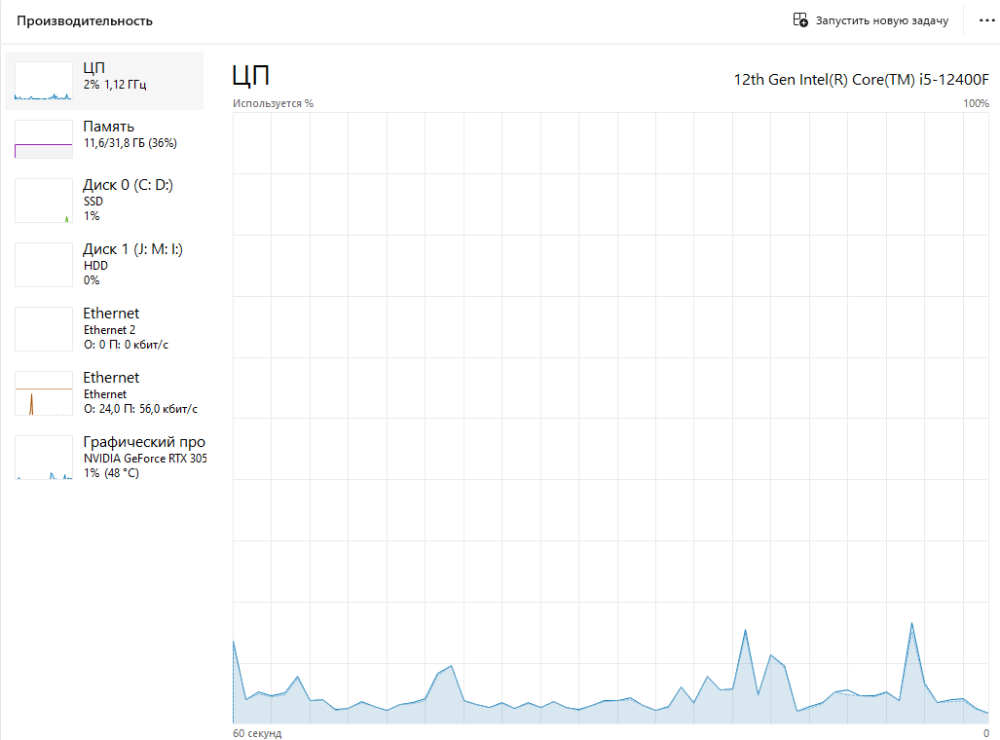 Производительность
Запустить новую задачу
ЦП
2% 1,12 ГГц
Память
11,6/31,8 ГБ (36%)
Диск 0 (C: D:)
SSD
1%
Диск 1 (J: M: I:)
HDD
0%
Ethernet
Ethernet 2
О: 0 П: 0 кбит/с
Ethernet
Ethernet
О: 24,0 П: 56,0 кбит/с
Графический про
NVIDIA GeForce RTX 305
1% (48 °C)
ЦП
12th Gen Intel(R) Core(TM) i5-12400F
Используется %
100%
60 секунд
0